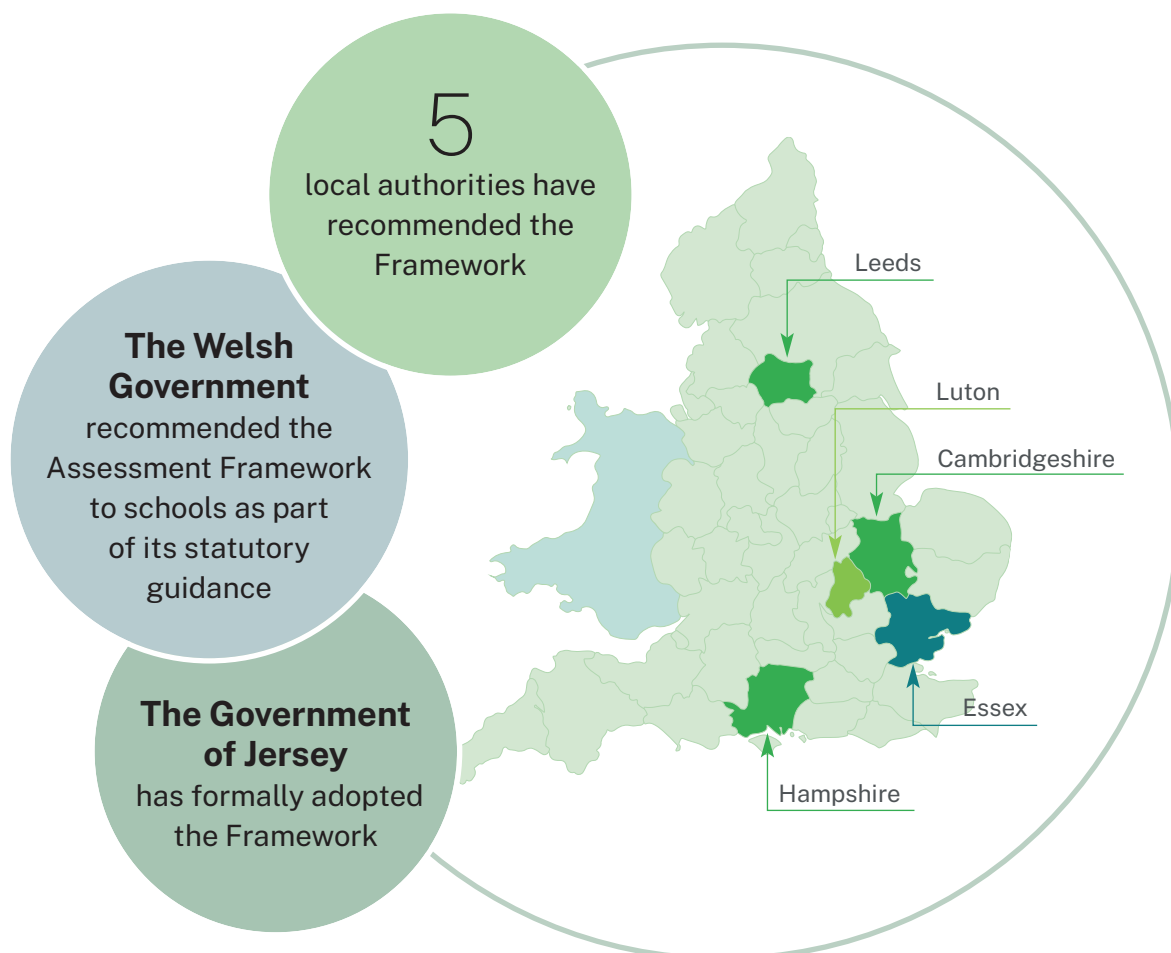 5
local authorities have
recommended the
Framework
The Welsh
Government
recommended the
Assessment Framework
to schools as part
of its statutory
guidance
The Government
of Jersey
has formally adopted
the Framework
Leeds
Luton
Cambridgeshire
Essex
Hampshire